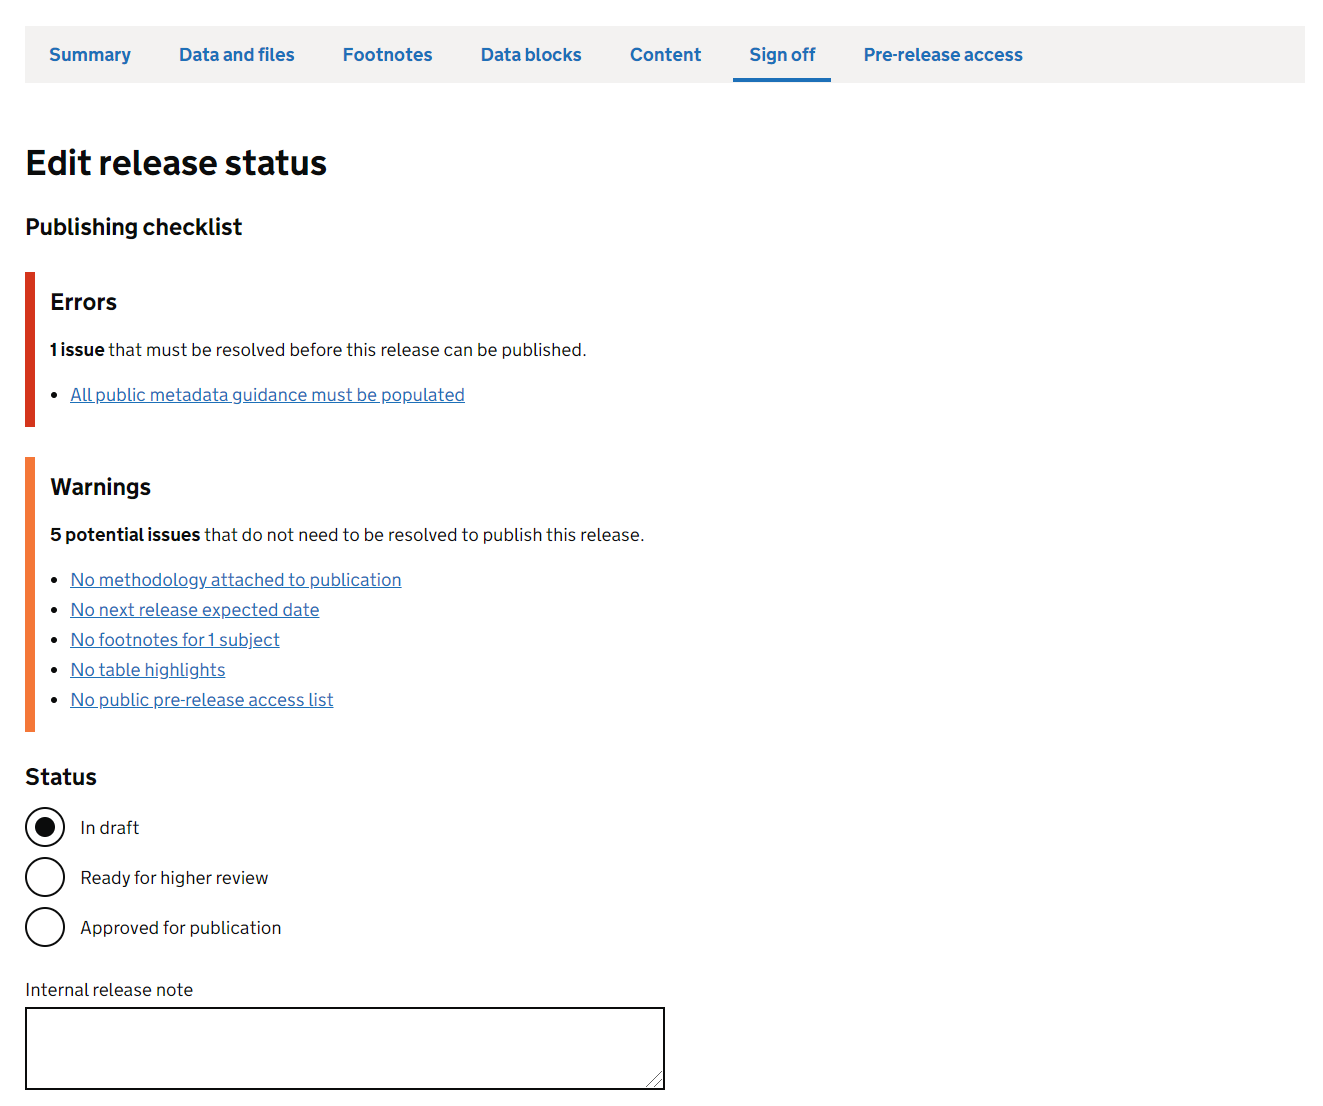 Summary Data and files Footnotes Data blocks Content Sign off Pre-release access
Edit release status
Publishing checklist
Errors
1 issue that must be resolved before this release can be published.
• All public metadata guidance must be populated
Warnings
5 potential issues that do not need to be resolved to publish this release.
• No methodology attached to publication
• No next release expected date
• No footnotes for 1 subject
• No table highlights
• No public pre-release access list
Status
In draft
Ready for higher review
Approved for publication
Internal release note